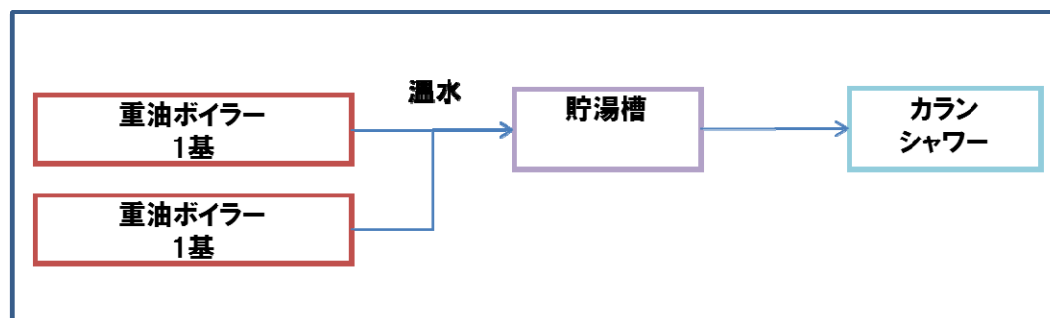 温水
重油ボイラー
1基
貯湯槽
カラン
シャワー
重油ボイラー
1基